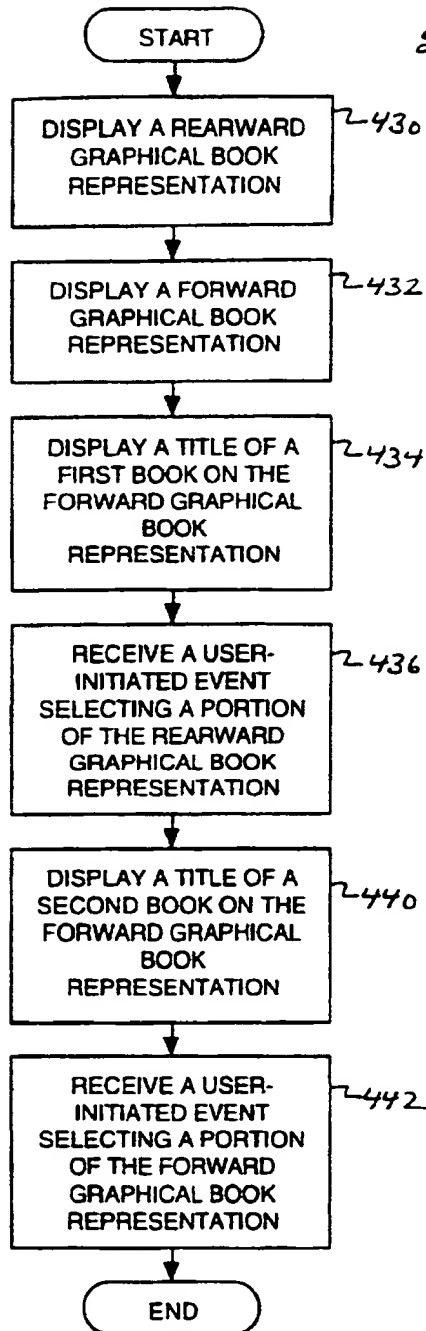 START
DISPLAY A REARWARD
GRAPHICAL BOOK
REPRESENTATION
430
DISPLAY A FORWARD
GRAPHICAL BOOK
REPRESENTATION
432
DISPLAY A TITLE OF A
FIRST BOOK ON THE
FORWARD GRAPHICAL
BOOK
REPRESENTATION
434
RECEIVE A USER-
INITIATED EVENT
SELECTING A PORTION
OF THE REARWARD
GRAPHICAL BOOK
REPRESENTATION
436
DISPLAY A TITLE OF A
SECOND BOOK ON THE
FORWARD GRAPHICAL
BOOK
REPRESENTATION
440
RECEIVE A USER-
INITIATED EVENT
SELECTING A PORTION
OF THE FORWARD
GRAPHICAL BOOK
REPRESENTATION
442
END